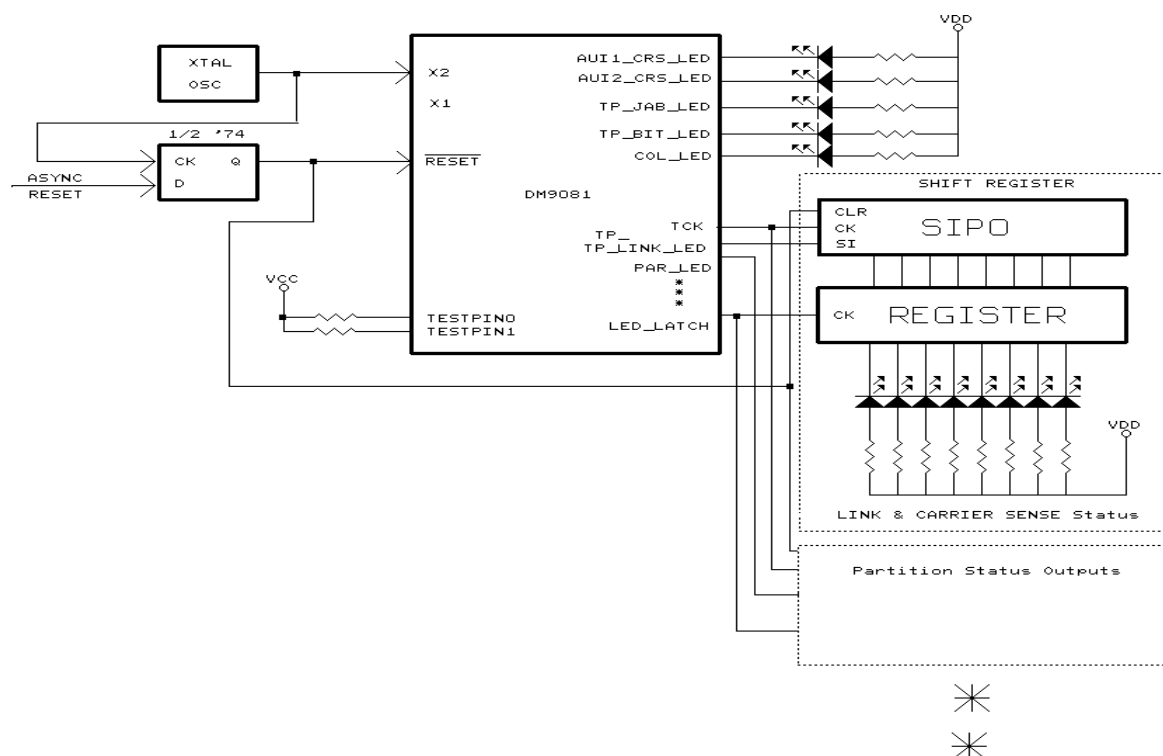 VDD
XTAL
OSC
X2
X1
AUI1_CRS_LED
AUI2_CRS_LED
TP_JAB_LED
TP_BIT_LED
COL_LED
1/2 '74
CK Q
D
ASYNC
RESET
RESET
DM9081
TCK
TP_
TP_LINK_LED
PAR_LED
*
*
*
LED_LATCH
VCC
TESTPIN0
TESTPIN1
SHIFT REGISTER
CLR
CK
SI
SIPO
CK
REGISTER
VDD
LINK & CARRIER SENSE Status
Partition Status Outputs